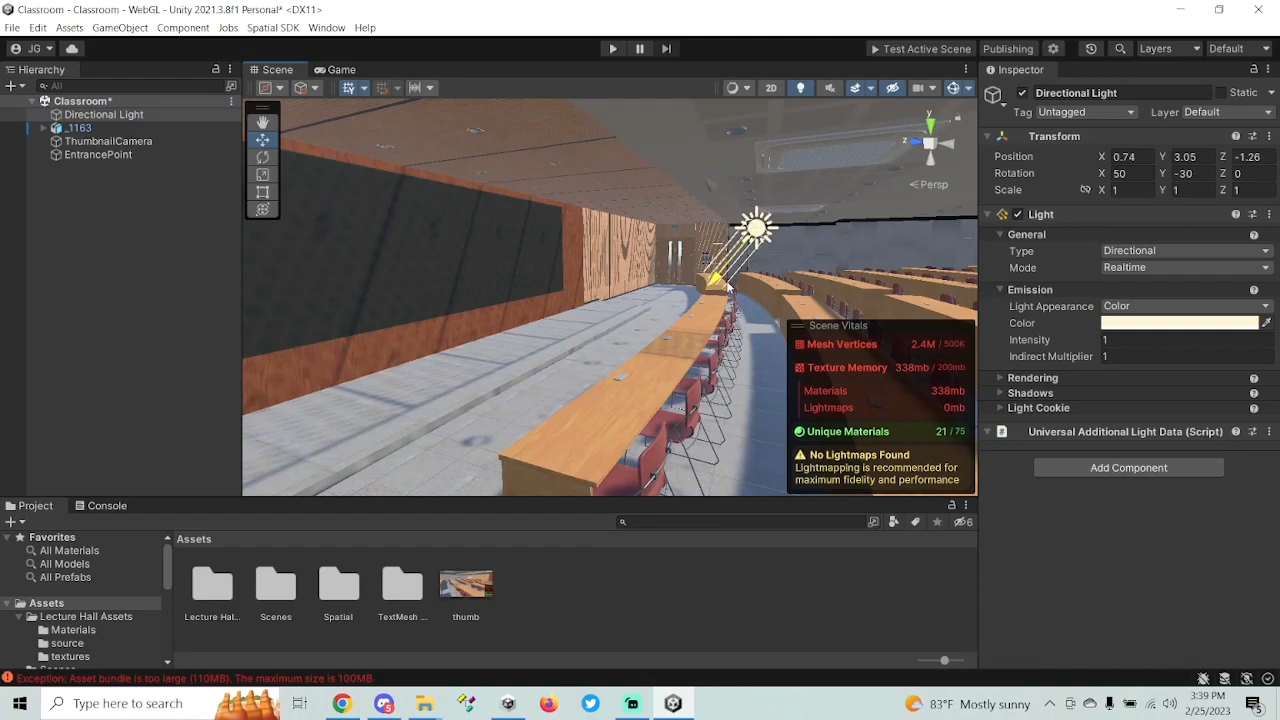 Classroom - Classroom - WebGL - Unity 2021.3.8f1 Personal* <DX11>
File Edit Assets GameObject Component Jobs Spatial SDK Window Help
JG
Test Active Scene Publishing Layers Default
Hierarchy
Scene Game
Inspector
All
2D
Directional Light Static
Tag Untagged Layer Default
Classroom*
Directional Light
_1163
ThumbnailCamera
EntrancePoint
y
z
Persp
Transform
Position X 0.74 Y 3.05 Z -1.26
Rotation X 50 Y -30 Z 0
Scale X 1 Y 1 Z 1
Light
General
Type Directional
Mode Realtime
Emission
Light Appearance Color
Color
Intensity 1
Indirect Multiplier 1
Rendering
Shadows
Light Cookie
Universal Additional Light Data (Script)
Add Component
Scene Vitals
Mesh Vertices 2.4M / 500K
Texture Memory 338mb / 200mb
Materials 338mb
Lightmaps 0mb
Unique Materials 21 / 75
No Lightmaps Found
Lightmapping is recommended for
maximum fidelity and performance
Project Console
6
Favorites
All Materials
All Models
All Prefabs
Assets
Lecture Hall Assets
Materials
source
textures
Assets
Lecture Hal... Scenes Spatial TextMesh ... thumb
Exception: Asset bundle is too large (110MB). The maximum size is 100MB
Type here to search
5
83°F Mostly sunny
3:39 PM
2/25/2023
5